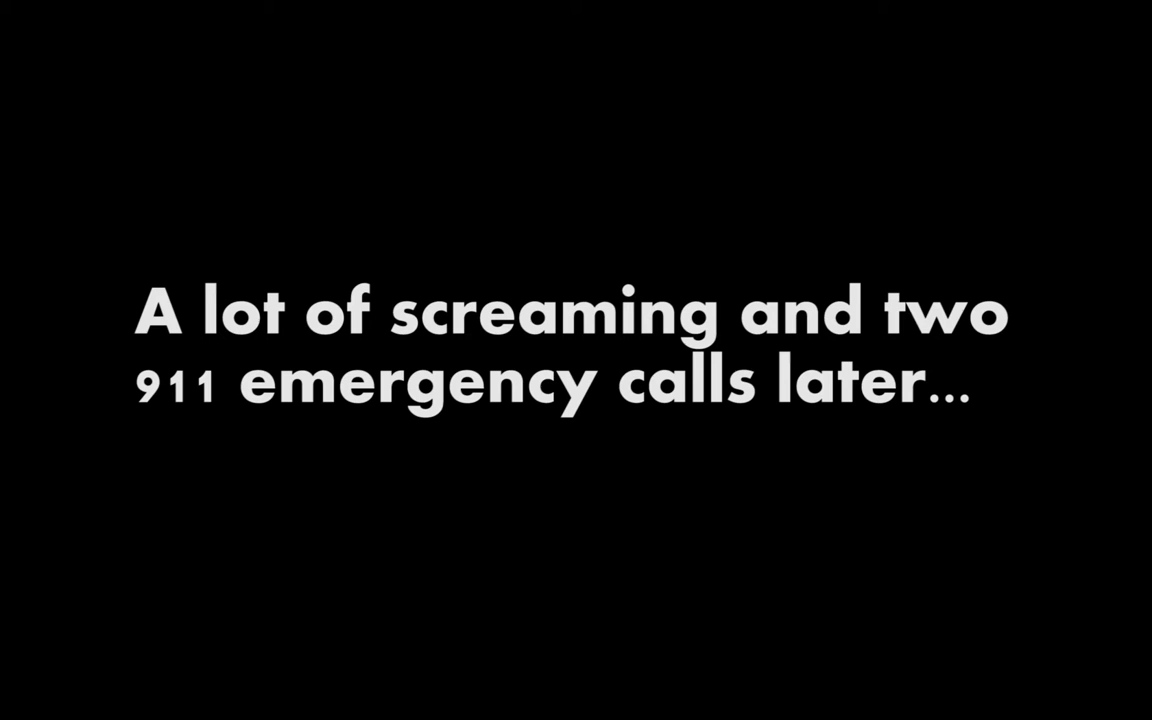 A lot of screaming and two
911 emergency calls later...